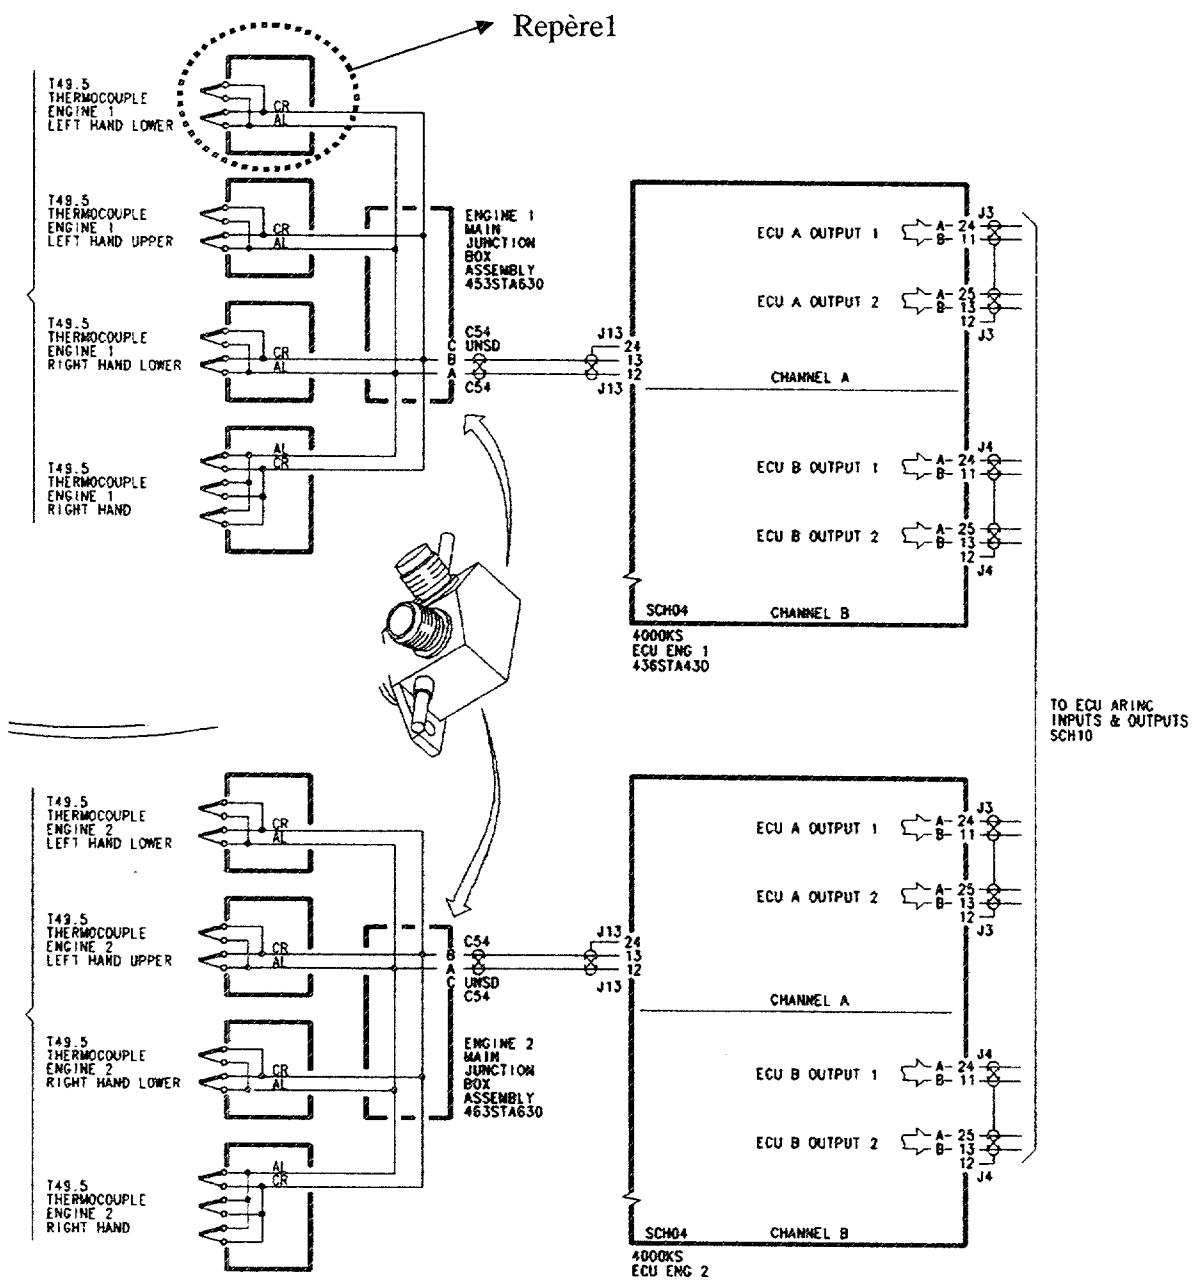 Repère1
T49.5
THERMOCOUPLE
ENGINE 1
LEFT HAND LOWER
CR
AL
T49.5
THERMOCOUPLE
ENGINE 1
LEFT HAND UPPER
CR
AL
T49.5
THERMOCOUPLE
ENGINE 1
RIGHT HAND LOWER
CR
AL
T49.5
THERMOCOUPLE
ENGINE 1
RIGHT HAND
AL
CR
ENGINE 1
MAIN
JUNCTION
BOX
ASSEMBLY
453STA630
C54
C UNSD
B
A
C54
J13
24
13
12
J13
ECU A OUTPUT 1
A- 24
B- 11
J3
ECU A OUTPUT 2
A- 25
B- 13
12
J3
CHANNEL A
ECU B OUTPUT 1
A- 24
B- 11
J4
ECU B OUTPUT 2
A- 25
B- 13
12
J4
SCH04
CHANNEL B
4000KS
ECU ENG 1
436STA430
TO ECU ARINC
INPUTS & OUTPUTS
SCH10
T49.5
THERMOCOUPLE
ENGINE 2
LEFT HAND LOWER
CR
AL
T49.5
THERMOCOUPLE
ENGINE 2
LEFT HAND UPPER
CR
AL
T49.5
THERMOCOUPLE
ENGINE 2
RIGHT HAND LOWER
CR
AL
T49.5
THERMOCOUPLE
ENGINE 2
RIGHT HAND
AL
CR
C54
B
A
C UNSD
C54
ENGINE 2
MAIN
JUNCTION
BOX
ASSEMBLY
463STA630
J13
24
13
12
J13
ECU A OUTPUT 1
A- 24
B- 11
J3
ECU A OUTPUT 2
A- 25
B- 13
12
J3
CHANNEL A
ECU B OUTPUT 1
A- 24
B- 11
J4
ECU B OUTPUT 2
A- 25
B- 13
12
J4
SCH04
CHANNEL B
4000KS
ECU ENG 2